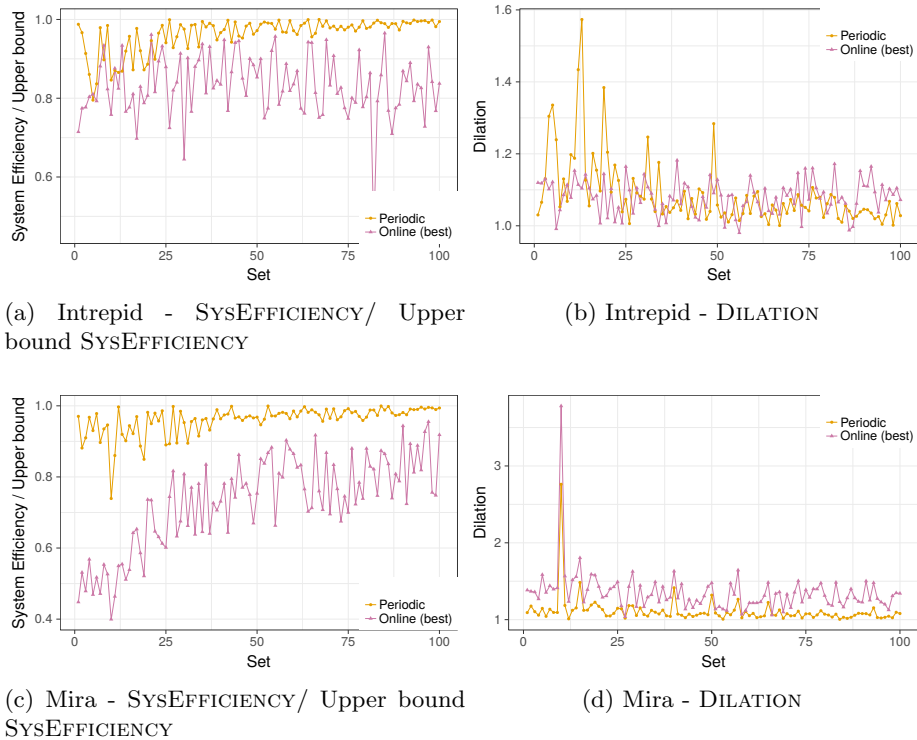 System Efficiency / Upper bound
1.0
0.8
0.6
0
25
50
75
100
Set
Periodic
Online (best)
(a) Intrepid - SYSEFFICIENCY/ Upper
bound SYSEFFICIENCY
Dilation
1.6
1.4
1.2
1.0
0
25
50
75
100
Set
Periodic
Online (best)
(b) Intrepid - DILATION
System Efficiency / Upper bound
1.0
0.8
0.6
0.4
0
25
50
75
100
Set
Periodic
Online (best)
(c) Mira - SYSEFFICIENCY/ Upper bound
SYSEFFICIENCY
Dilation
3
2
1
0
25
50
75
100
Set
Periodic
Online (best)
(d) Mira - DILATION